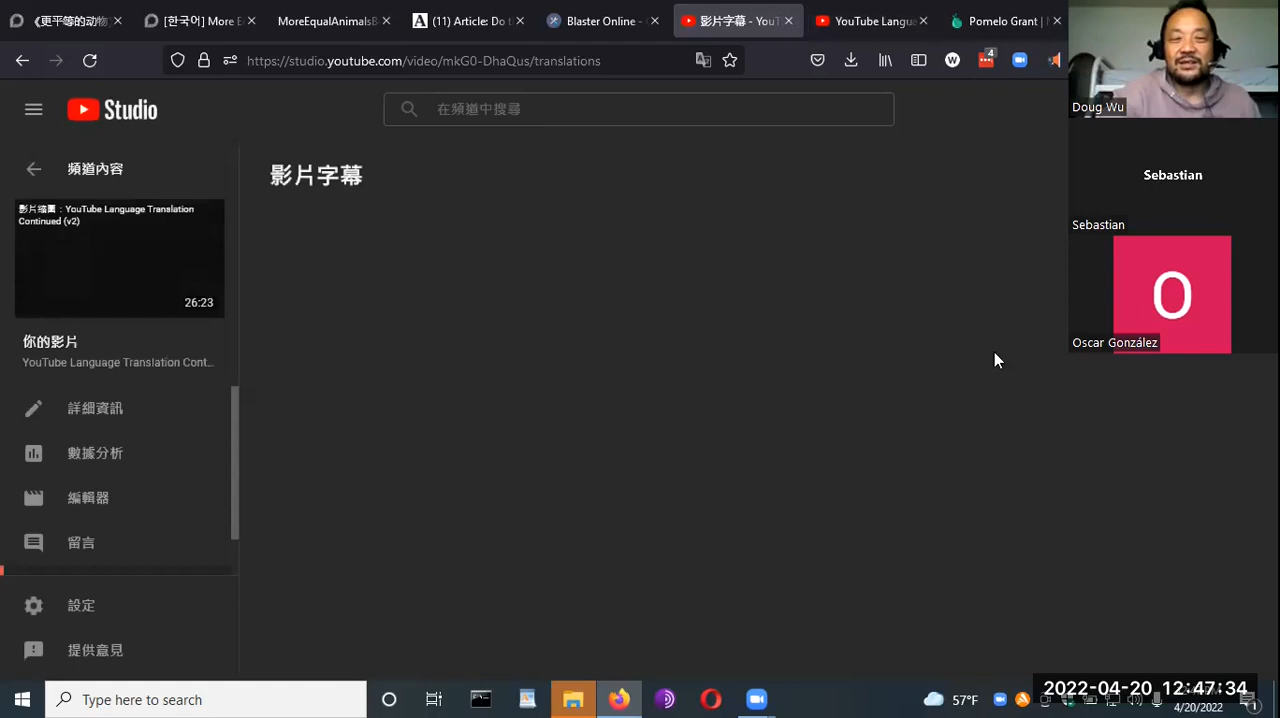 《更平等的动物
[한국어] More E
MoreEqualAnimalsB
(11) Article: Do t
Blaster Online -
影片字幕 - YouT
YouTube Langua
Pomelo Grant | M
https://studio.youtube.com/video/mkG0-DhaQus/translations
4
Studio
在頻道中搜尋
頻道內容
影片字幕
影片縮圖：YouTube Language Translation
Continued (v2)
26:23
你的影片
YouTube Language Translation Cont...
詳細資訊
數據分析
編輯器
留言
設定
提供意見
Doug Wu
Sebastian
Sebastian
O
Oscar González
Type here to search
57°F
2022-04-20 12:47:34
4/20/2022
1